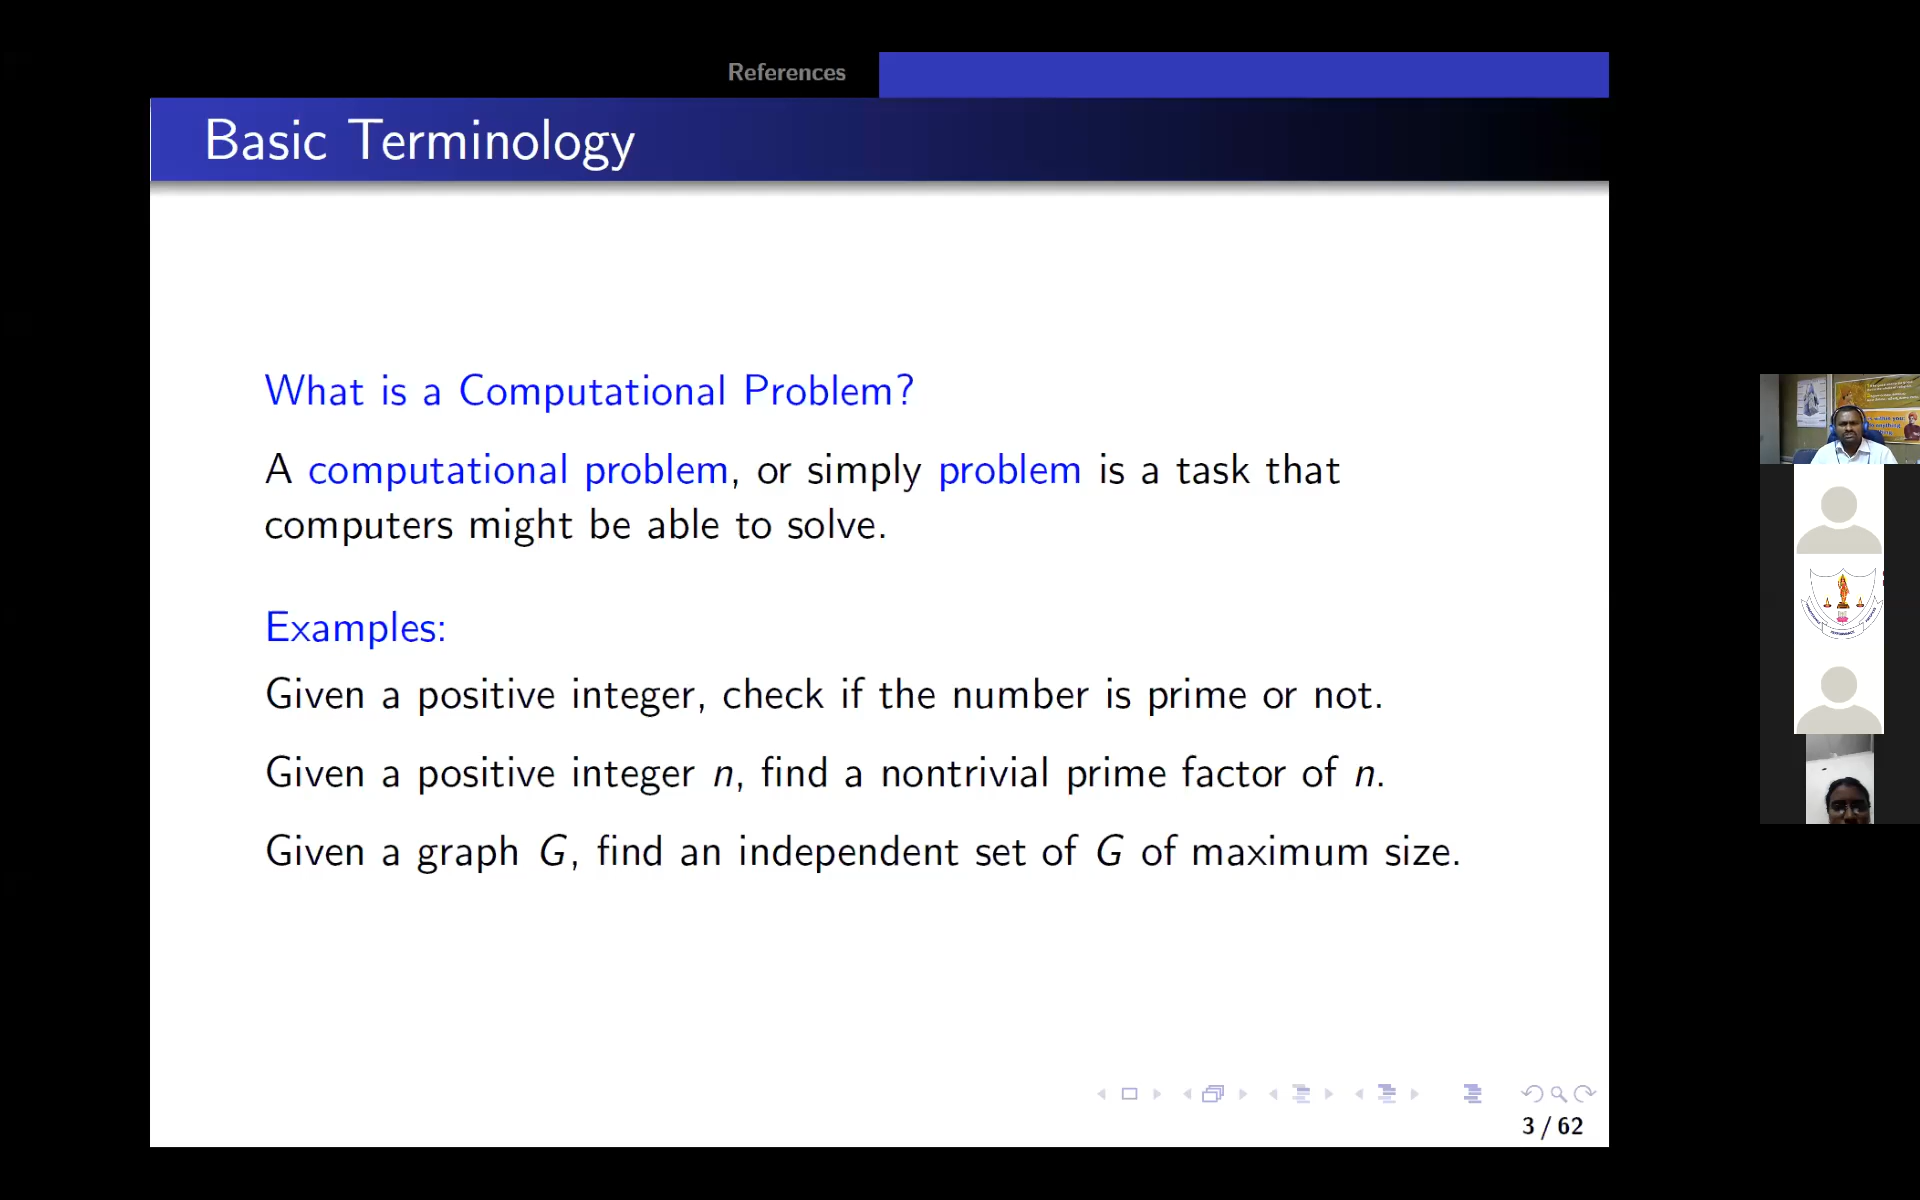 References
Basic Terminology
What is a Computational Problem?
A computational problem, or simply problem is a task that
computers might be able to solve.
Examples:
Given a positive integer, check if the number is prime or not.
Given a positive integer n, find a nontrivial prime factor of n.
Given a graph G, find an independent set of G of maximum size.
3 / 62